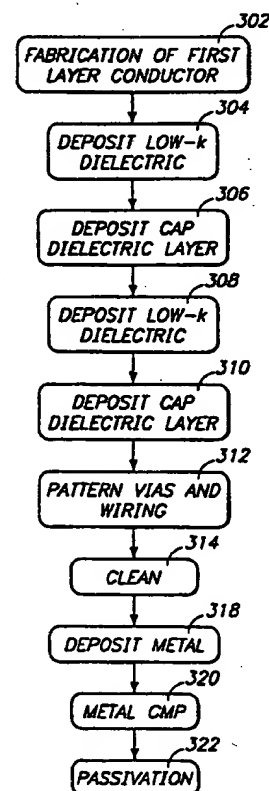 302
FABRICATION OF FIRST
LAYER CONDUCTOR
304
DEPOSIT LOW-k
DIELECTRIC
306
DEPOSIT CAP
DIELECTRIC LAYER
308
DEPOSIT LOW-k
DIELECTRIC
310
DEPOSIT CAP
DIELECTRIC LAYER
312
PATTERN VIAS AND
WIRING
314
CLEAN
318
DEPOSIT METAL
320
METAL CMP
322
PASSIVATION